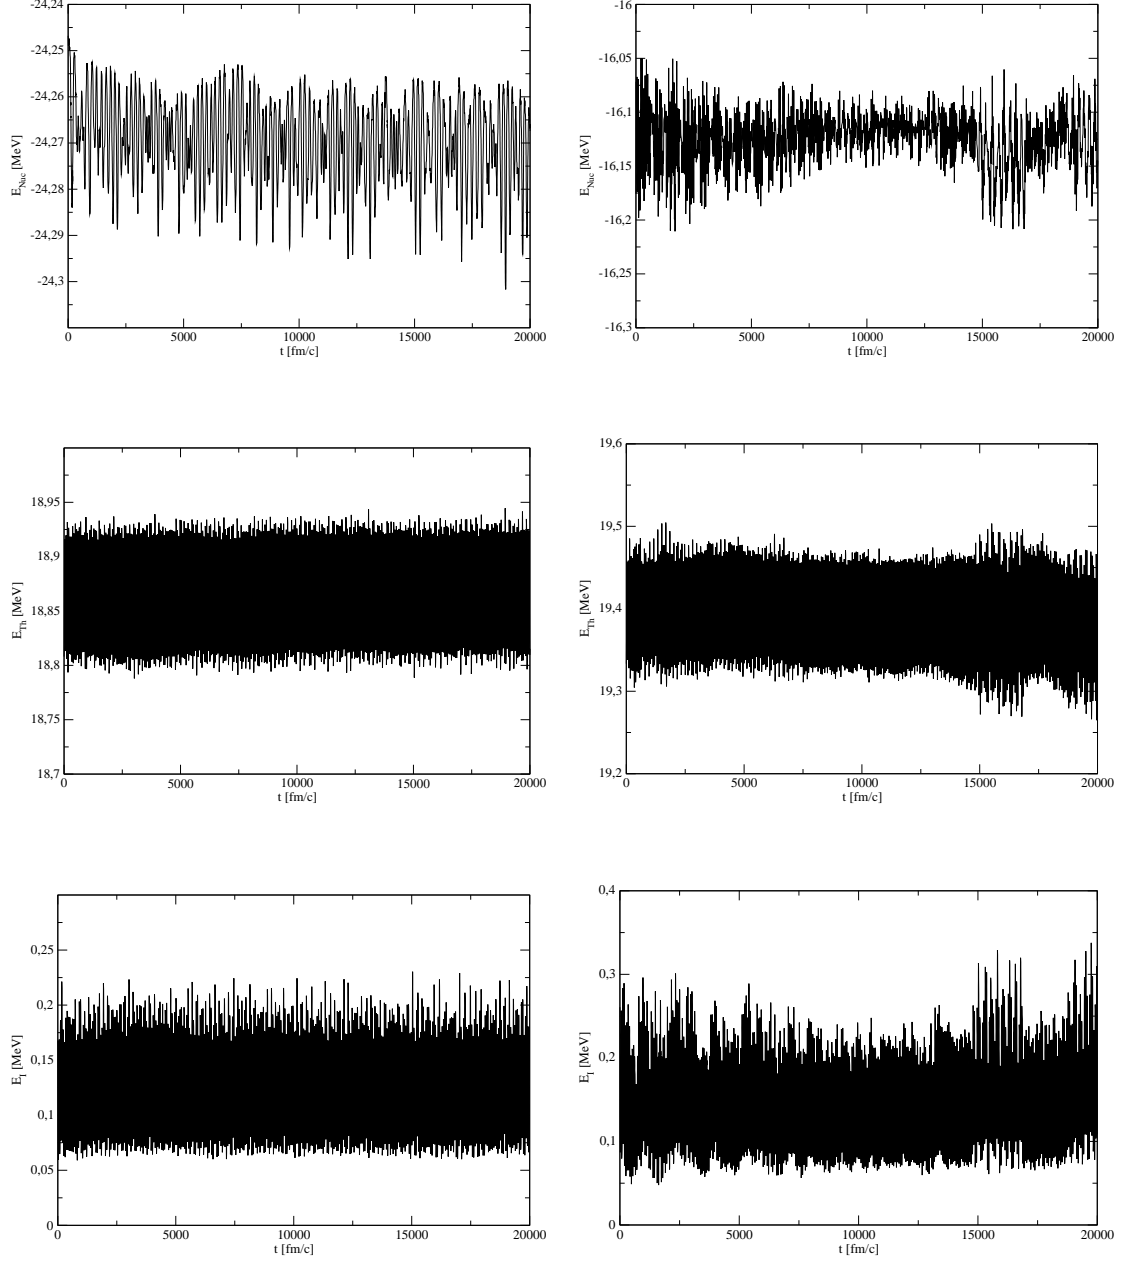 -24,24
-24,25
-24,26
-24,27
-24,28
-24,29
-24,3
E_Nuc [MeV]
0 5000 10000 15000 20000
t [fm/c]
-16
-16,05
-16,1
-16,15
-16,2
-16,25
-16,3
E_Nuc [MeV]
0 5000 10000 15000 20000
t [fm/c]
18,95
18,9
18,85
18,8
18,75
18,7
E_Th [MeV]
0 5000 10000 15000 20000
t [fm/c]
19,6
19,5
19,4
19,3
19,2
E_Th [MeV]
0 5000 10000 15000 20000
t [fm/c]
0,25
0,2
0,15
0,1
0,05
0
E_I [MeV]
0 5000 10000 15000 20000
t [fm/c]
0,4
0,3
0,2
0,1
0
E_I [MeV]
0 5000 10000 15000 20000
t [fm/c]